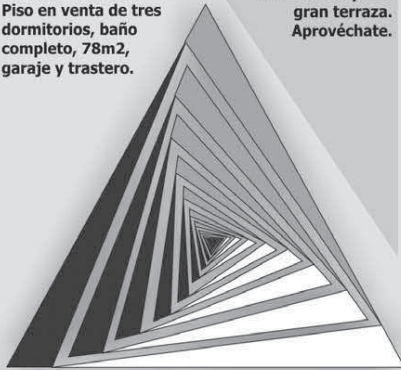 Piso en venta de tres
dormitorios, baño
completo, 78m2,
garaje y trastero.
gran terraza.
Aprovéchate.